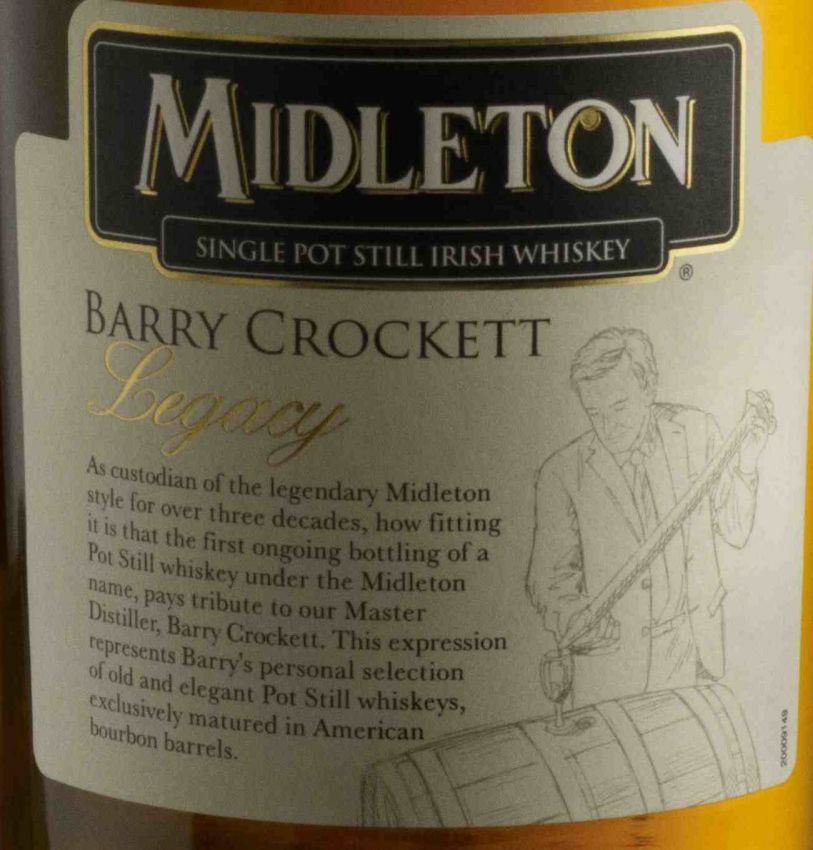 MIDLETON
SINGLE POT STILL IRISH WHISKEY
®
BARRY CROCKETT
Legacy
As custodian of the legendary Midleton
style for over three decades, how fitting
it is that the first ongoing bottling of a
Pot Still whiskey under the Midleton
name, pays tribute to our Master
Distiller, Barry Crockett. This expression
represents Barry's personal selection
of old and elegant Pot Still whiskeys,
exclusively matured in American
bourbon barrels.
20009149